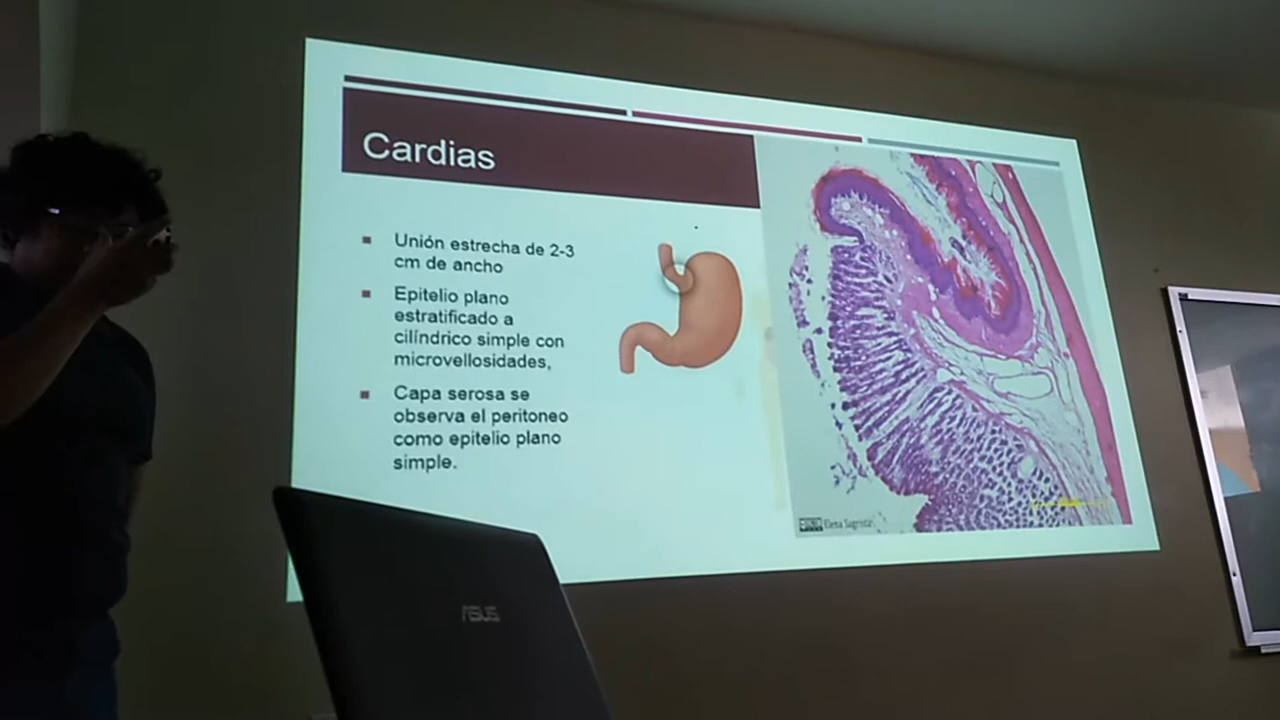 Cardias
Unión estrecha de 2-3
cm de ancho
Epitelio plano
estratificado a
cilíndrico simple con
microvellosidades,
Capa serosa se
observa el peritoneo
como epitelio plano
simple.
Elena Sagristá
ASUS